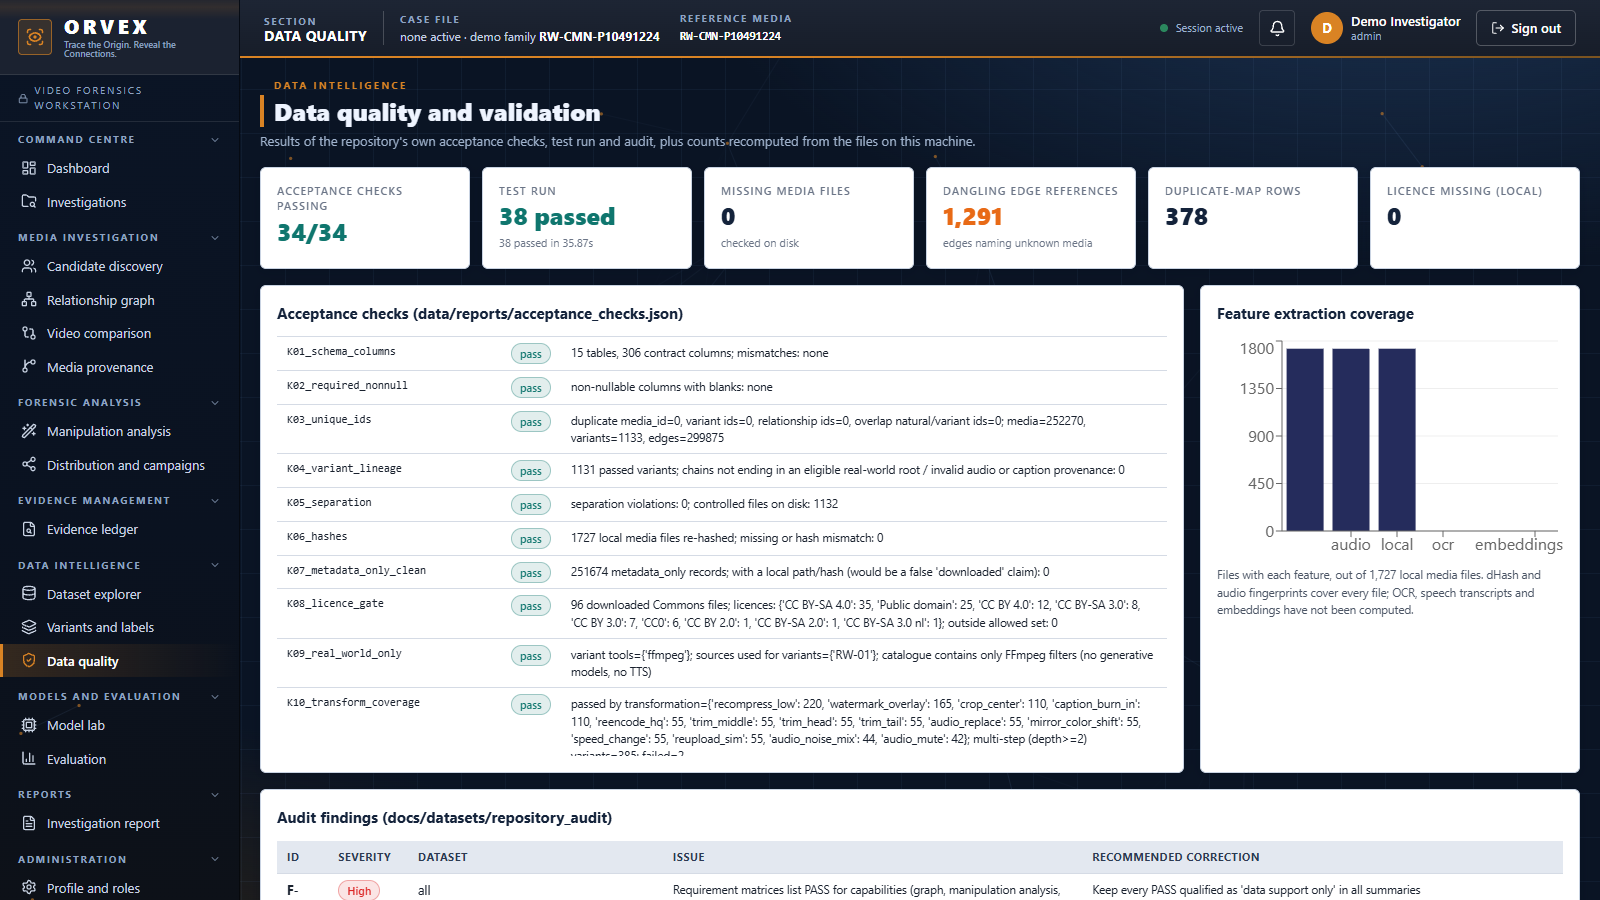 ORVEX
Trace the Origin. Reveal the
Connections.
VIDEO FORENSICS
WORKSTATION
COMMAND CENTRE
Dashboard
Investigations
MEDIA INVESTIGATION
Candidate discovery
Relationship graph
Video comparison
Media provenance
FORENSIC ANALYSIS
Manipulation analysis
Distribution and campaigns
EVIDENCE MANAGEMENT
Evidence ledger
DATA INTELLIGENCE
Dataset explorer
Variants and labels
Data quality
MODELS AND EVALUATION
Model lab
Evaluation
REPORTS
Investigation report
ADMINISTRATION
Profile and roles
SECTION
DATA QUALITY
CASE FILE
none active · demo family RW-CMN-P10491224
REFERENCE MEDIA
RW-CMN-P10491224
Session active
D
Demo Investigator
admin
Sign out
DATA INTELLIGENCE
Data quality and validation
Results of the repository's own acceptance checks, test run and audit, plus counts recomputed from the files on this machine.
ACCEPTANCE CHECKS
PASSING
34/34
TEST RUN
38 passed
38 passed in 35.87s
MISSING MEDIA FILES
0
checked on disk
DANGLING EDGE REFERENCES
1,291
edges naming unknown media
DUPLICATE-MAP ROWS
378
LICENCE MISSING (LOCAL)
0
Acceptance checks (data/reports/acceptance_checks.json)
K01_schema_columns pass 15 tables, 306 contract columns; mismatches: none
K02_required_nonnull pass non-nullable columns with blanks: none
K03_unique_ids pass duplicate media_id=0, variant ids=0, relationship ids=0, overlap natural/variant ids=0; media=252270,
variants=1133, edges=299875
K04_variant_lineage pass 1131 passed variants; chains not ending in an eligible real-world root / invalid audio or caption provenance: 0
K05_separation pass separation violations: 0; controlled files on disk: 1132
K06_hashes pass 1727 local media files re-hashed; missing or hash mismatch: 0
K07_metadata_only_clean pass 251674 metadata_only records; with a local path/hash (would be a false 'downloaded' claim): 0
K08_licence_gate pass 96 downloaded Commons files; licences: {'CC BY-SA 4.0': 35, 'Public domain': 25, 'CC BY 4.0': 12, 'CC BY-SA 3.0': 8,
'CC BY 3.0': 7, 'CC0': 6, 'CC BY 2.0': 1, 'CC BY-SA 2.0': 1, 'CC BY-SA 3.0 nl': 1}; outside allowed set: 0
K09_real_world_only pass variant tools={'ffmpeg'}; sources used for variants={'RW-01'}; catalogue contains only FFmpeg filters (no generative
models, no TTS)
K10_transform_coverage pass passed by transformation={'recompress_low': 220, 'watermark_overlay': 165, 'crop_center': 110, 'caption_burn_in':
110, 'reencode_hq': 55, 'trim_middle': 55, 'trim_head': 55, 'trim_tail': 55, 'audio_replace': 55, 'mirror_color_shift': 55,
'speed_change': 55, 'reupload_sim': 55, 'audio_noise_mix': 44, 'audio_mute': 42}; multi-step (depth>=2)
variants=385; failed=2
Feature extraction coverage
1800
1350
900
450
0
audio local ocr embeddings
Files with each feature, out of 1,727 local media files. dHash and
audio fingerprints cover every file; OCR, speech transcripts and
embeddings have not been computed.
Audit findings (docs/datasets/repository_audit)
ID SEVERITY DATASET ISSUE RECOMMENDED CORRECTION
F- High all Requirement matrices list PASS for capabilities (graph, manipulation analysis, Keep every PASS qualified as 'data support only' in all summaries